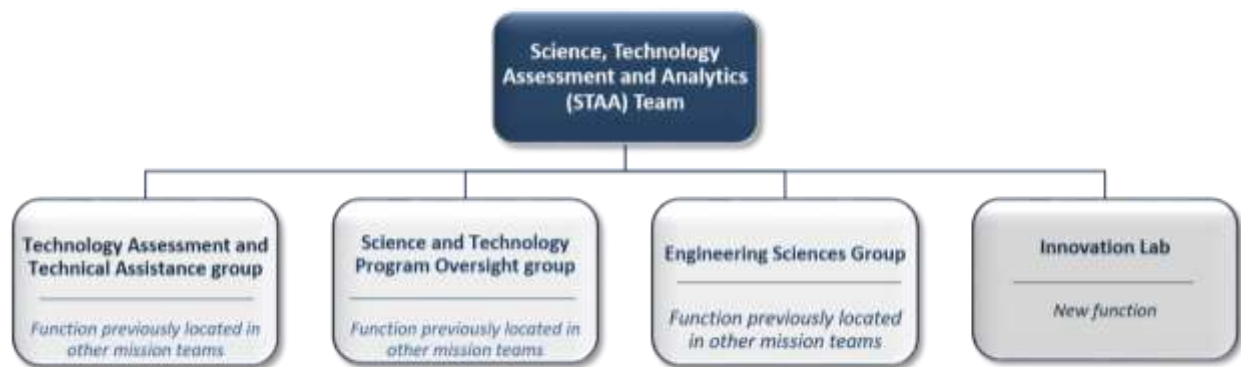 Science, Technology
Assessment and Analytics
(STAA) Team
Technology Assessment and
Technical Assistance group
Function previously located in
other mission teams
Science and Technology
Program Oversight group
Function previously located in
other mission teams
Engineering Sciences Group
Function previously located
in other mission teams
Innovation Lab
New function